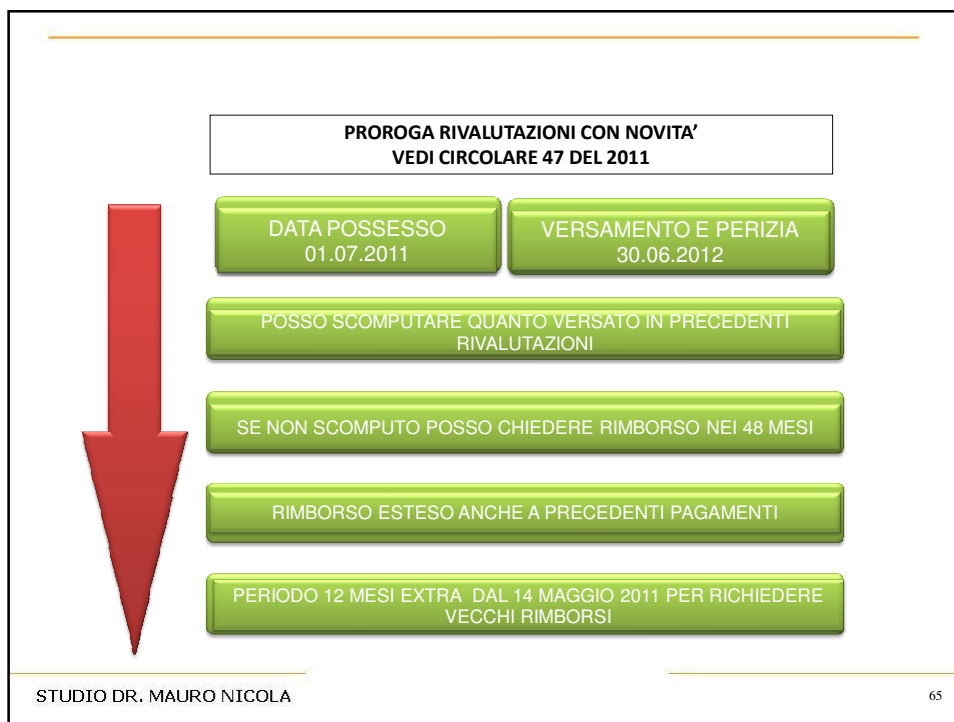 PROROGA RIVALUTAZIONI CON NOVITA’
VEDI CIRCOLARE 47 DEL 2011
DATA POSSESSO
01.07.2011
VERSAMENTO E PERIZIA
30.06.2012
POSSO SCOMPUTARE QUANTO VERSATO IN PRECEDENTI
RIVALUTAZIONI
SE NON SCOMPUTO POSSO CHIEDERE RIMBORSO NEI 48 MESI
RIMBORSO ESTESO ANCHE A PRECEDENTI PAGAMENTI
PERIODO 12 MESI EXTRA DAL 14 MAGGIO 2011 PER RICHIEDERE
VECCHI RIMBORSI
STUDIO DR. MAURO NICOLA
65